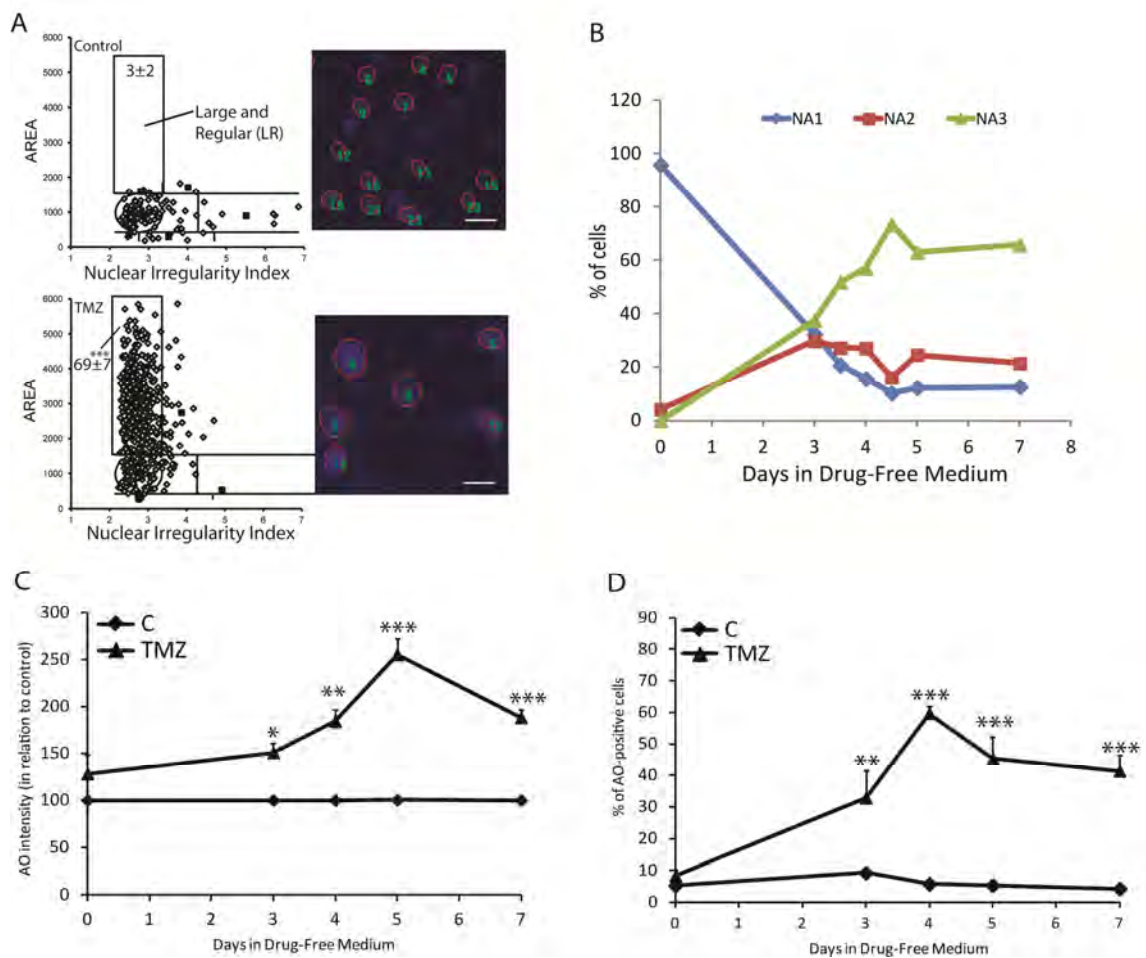 A
Control
6000
5000
4000
3000
2000
1000
0
AREA
3±2
Large and
Regular (LR)
1 2 3 4 5 6 7
Nuclear Irregularity Index
TMZ
6000
5000
4000
3000
2000
1000
0
AREA
***
69±7
1 2 3 4 5 6 7
Nuclear Irregularity Index
B
NA1 NA2 NA3
120
100
80
60
40
20
0
% of cells
0 1 2 3 4 5 6 7 8
Days in Drug-Free Medium
C
C
TMZ
300
250
200
150
100
50
0
AO intensity (in relation to control)
* ** *** ***
0 1 2 3 4 5 6 7
Days in Drug-Free Medium
D
C
TMZ
90
80
70
60
50
40
30
20
10
0
% of AO-positive cells
** *** *** ***
0 1 2 3 4 5 6 7
Days in Drug-Free Medium